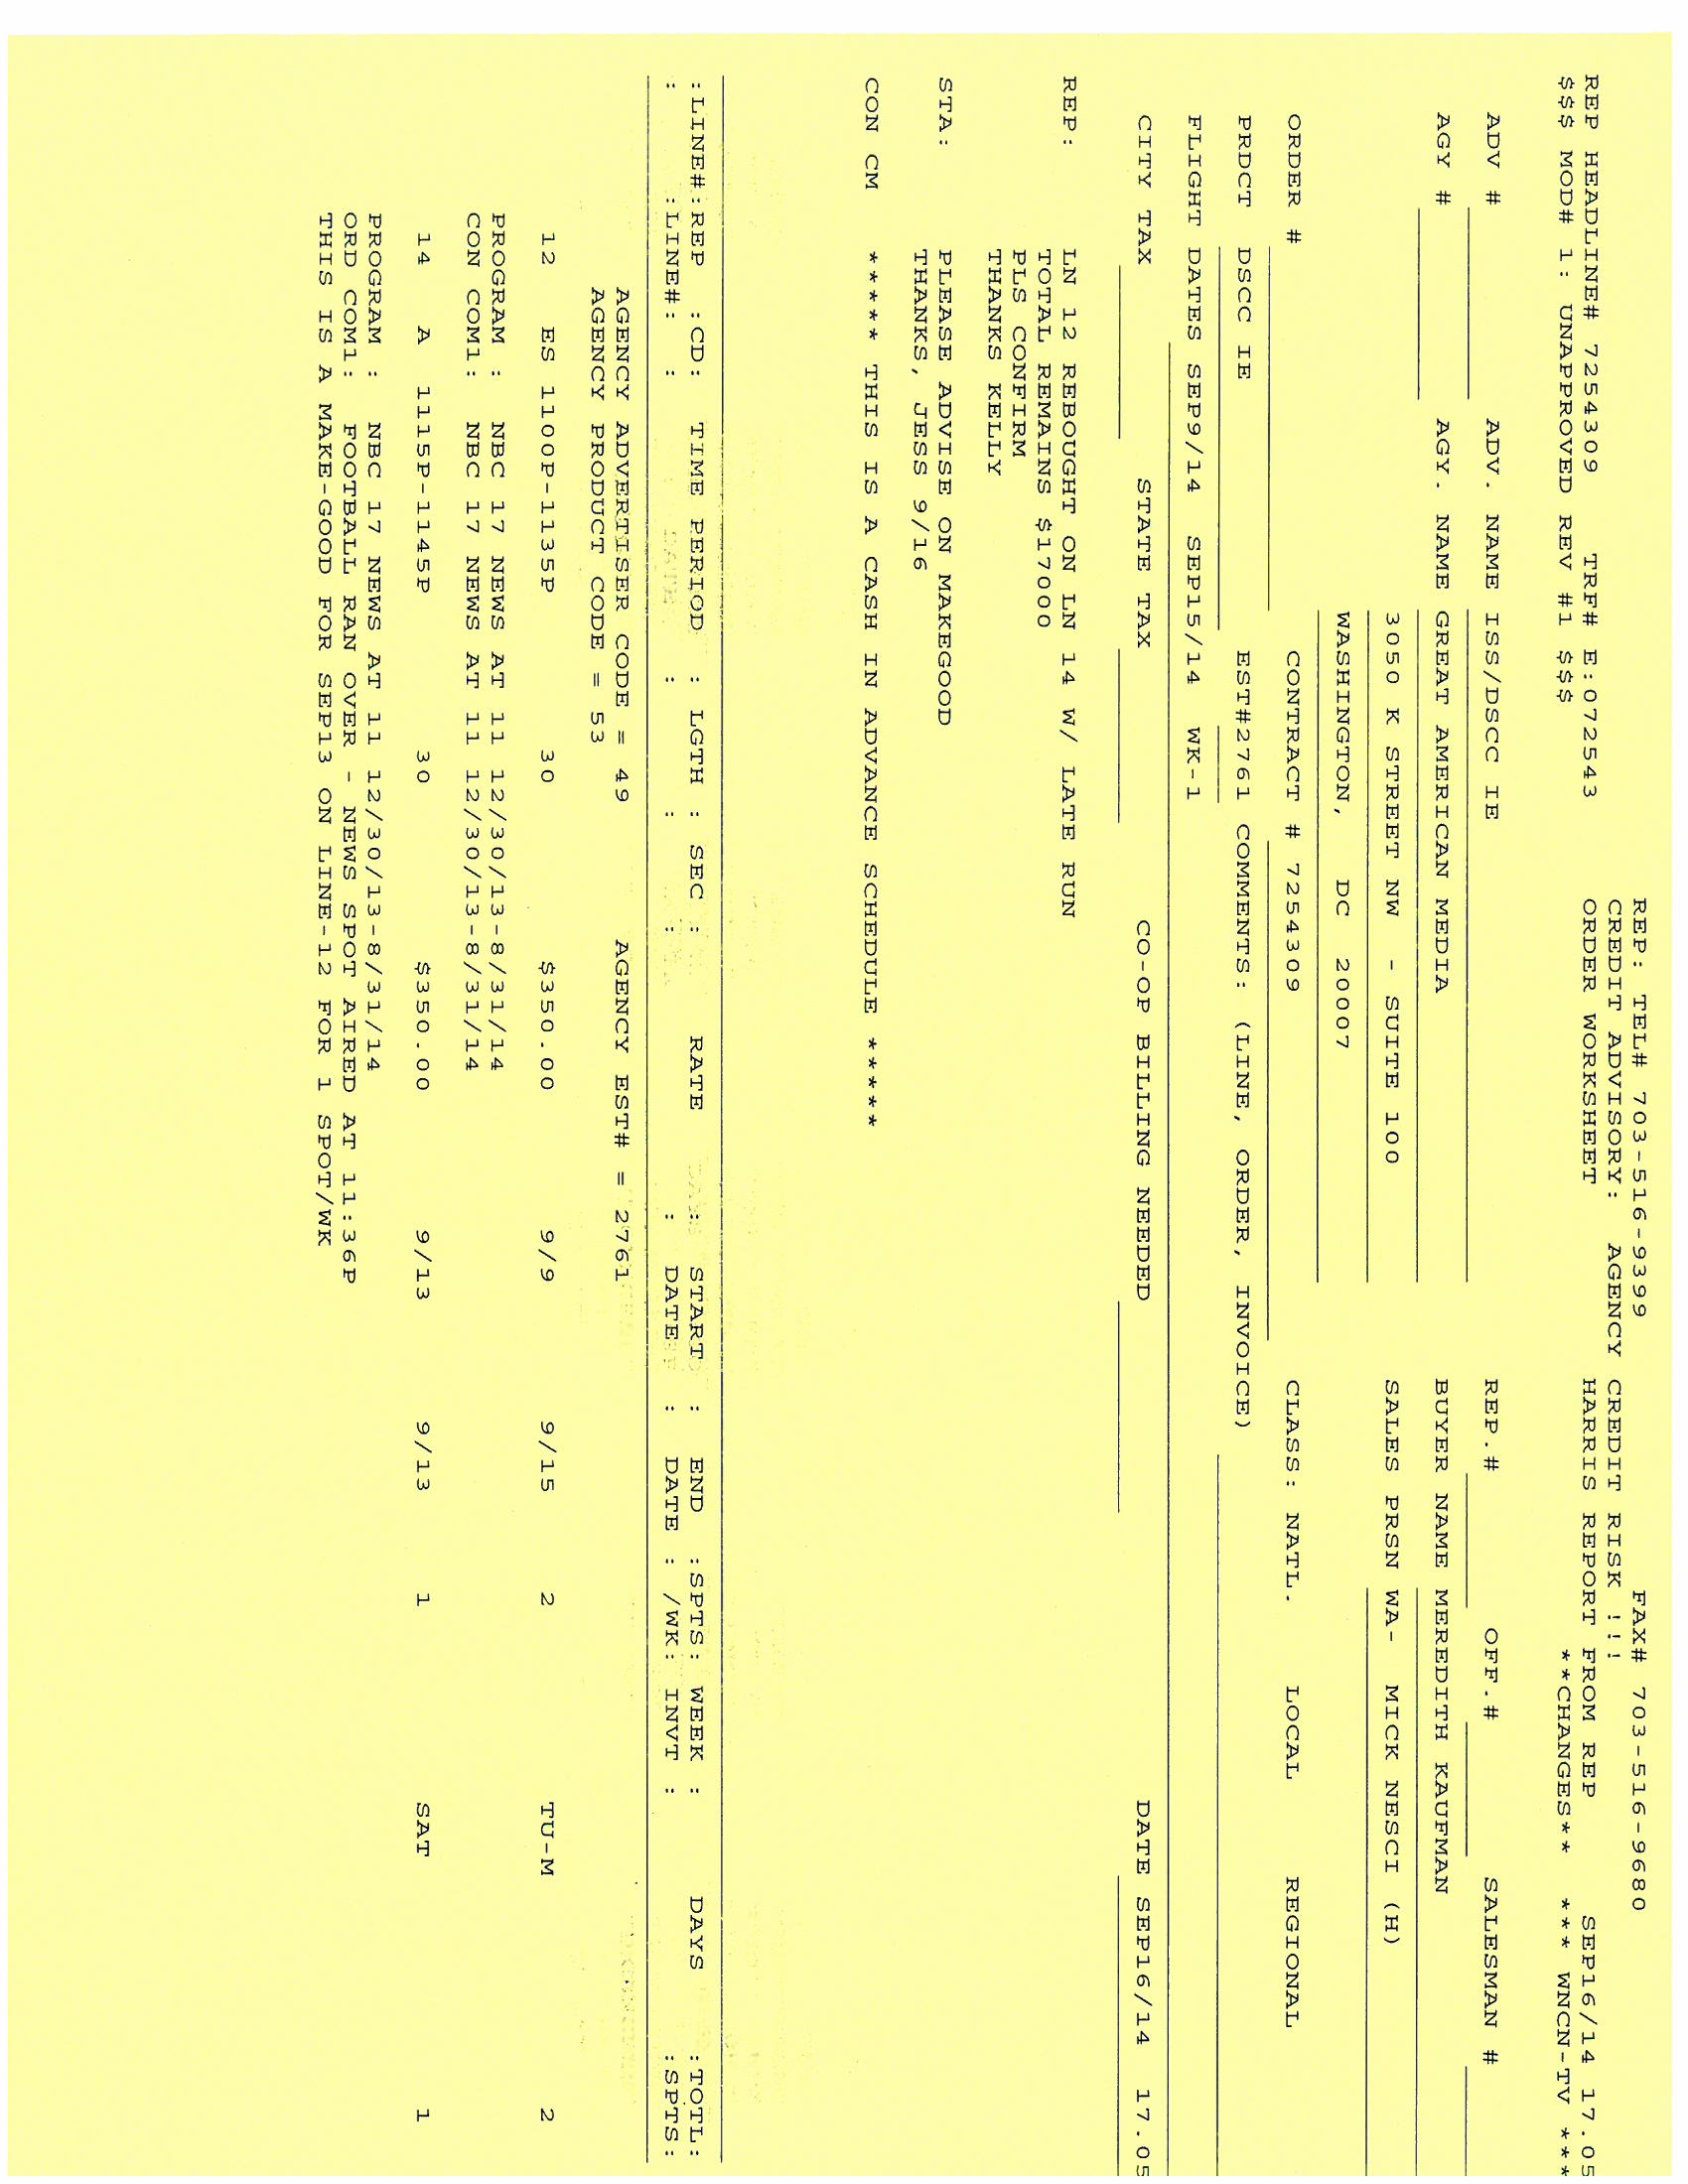 REP: TEL# 703-516-9399 FAX# 703-516-9680
CREDIT ADVISORY: AGENCY CREDIT RISK !!!
REP HEADLINE# 7254309 TRF# E:072543 ORDER WORKSHEET HARRIS REPORT FROM REP SEP16/14 17.05
$$$ MOD# 1: UNAPPROVED REV #1 $$$ **CHANGES** *** WNCN-TV ***
ADV # ADV. NAME ISS/DSCC IE REP.# OFF.# SALESMAN #
AGY # AGY. NAME GREAT AMERICAN MEDIA BUYER NAME MEREDITH KAUFMAN
3050 K STREET NW - SUITE 100 SALES PRSN WA- MICK NESCI (H)
WASHINGTON, DC 20007
ORDER # CONTRACT # 7254309 CLASS: NATL. LOCAL REGIONAL
PRDCT DSCC IE EST#2761 COMMENTS: (LINE, ORDER, INVOICE)
FLIGHT DATES SEP9/14 SEP15/14 WK-1
CITY TAX STATE TAX CO-OP BILLING NEEDED DATE SEP16/14 17.05
REP: LN 12 REBOUGHT ON LN 14 W/ LATE RUN
TOTAL REMAINS $17000
PLS CONFIRM
THANKS KELLY
STA: PLEASE ADVISE ON MAKEGOOD
THANKS, JESS 9/16
CON CM ***** THIS IS A CASH IN ADVANCE SCHEDULE *****
:LINE#:REP :CD: TIME PERIOD : LGTH : SEC : RATE : START : END :SPTS: WEEK : DAYS :TOTL:
: :LINE#: : : : : : DATE : DATE : /WK: INVT : :SPTS:
AGENCY ADVERTISER CODE = 49 AGENCY EST# = 2761
AGENCY PRODUCT CODE = 53
12 ES 1100P-1135P 30 $350.00 9/9 9/15 2 TU-M 2
PROGRAM : NBC 17 NEWS AT 11 12/30/13-8/31/14
CON COM1: NBC 17 NEWS AT 11 12/30/13-8/31/14
14 A 1115P-1145P 30 $350.00 9/13 9/13 1 SAT 1
PROGRAM : NBC 17 NEWS AT 11 12/30/13-8/31/14
ORD COM1: FOOTBALL RAN OVER - NEWS SPOT AIRED AT 11:36P
THIS IS A MAKE-GOOD FOR SEP13 ON LINE-12 FOR 1 SPOT/WK